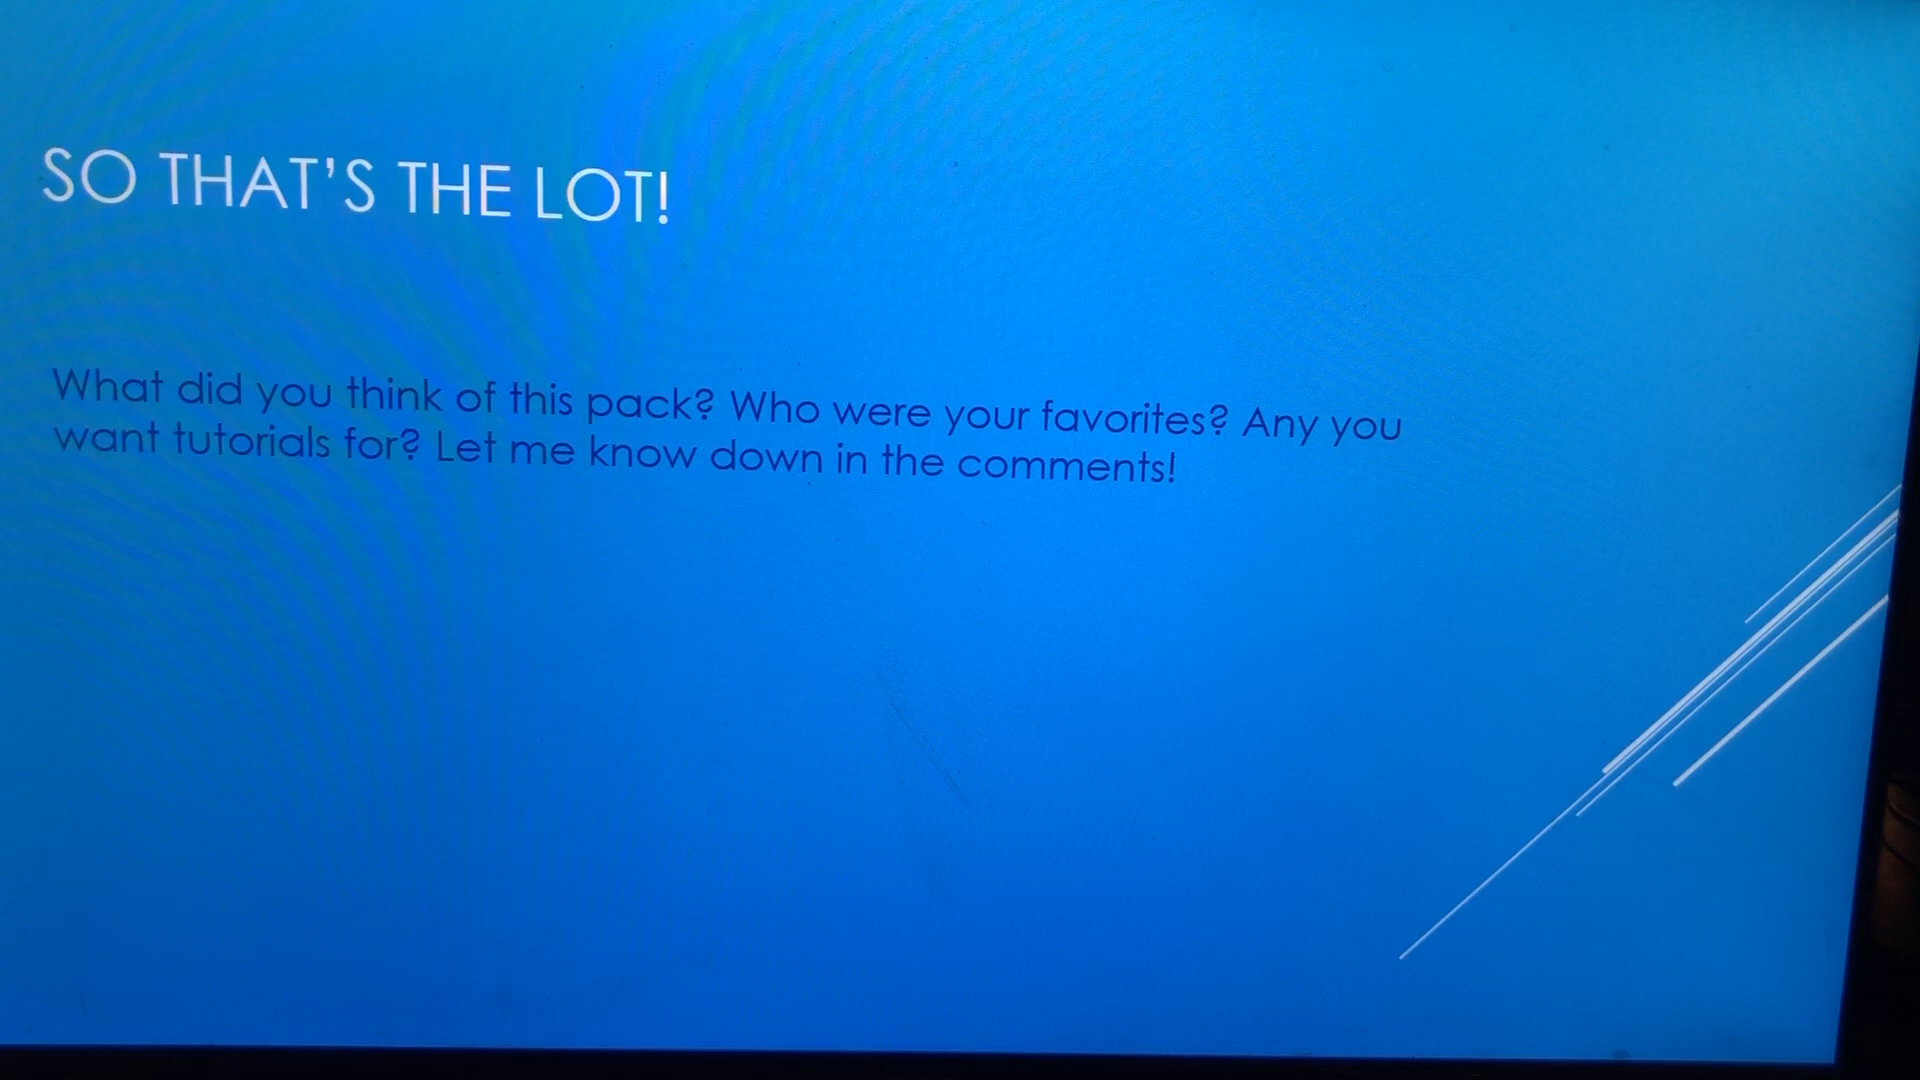 SO THAT'S THE LOT!
What did you think of this pack? Who were your favorites? Any you
want tutorials for? Let me know down in the comments!